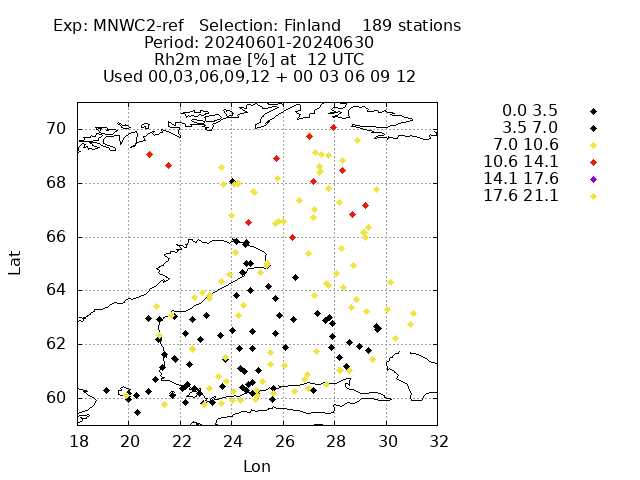 Exp: MNWC2-ref   Selection: Finland    189 stations
Period: 20240601-20240630
Rh2m mae [%] at  12 UTC
Used 00,03,06,09,12 + 00 03 06 09 12
0.0 3.5
3.5 7.0
7.0 10.6
10.6 14.1
14.1 17.6
17.6 21.1
70
68
66
64
62
60
Lat
18 20 22 24 26 28 30 32
Lon